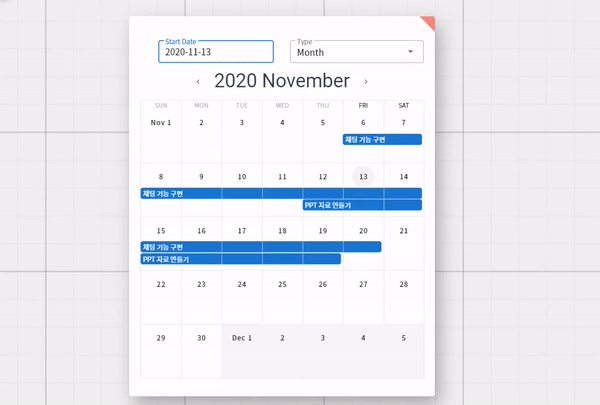 Start Date
2020-11-13
Type
Month
2020 November
SUN MON TUE WED THU FRI SAT
Nov 1 2 3 4 5 6 7
채팅 기능 구현
8 9 10 11 12 13 14
채팅 기능 구현
PPT 자료 만들기
15 16 17 18 19 20 21
채팅 기능 구현
PPT 자료 만들기
22 23 24 25 26 27 28
29 30 Dec 1 2 3 4 5